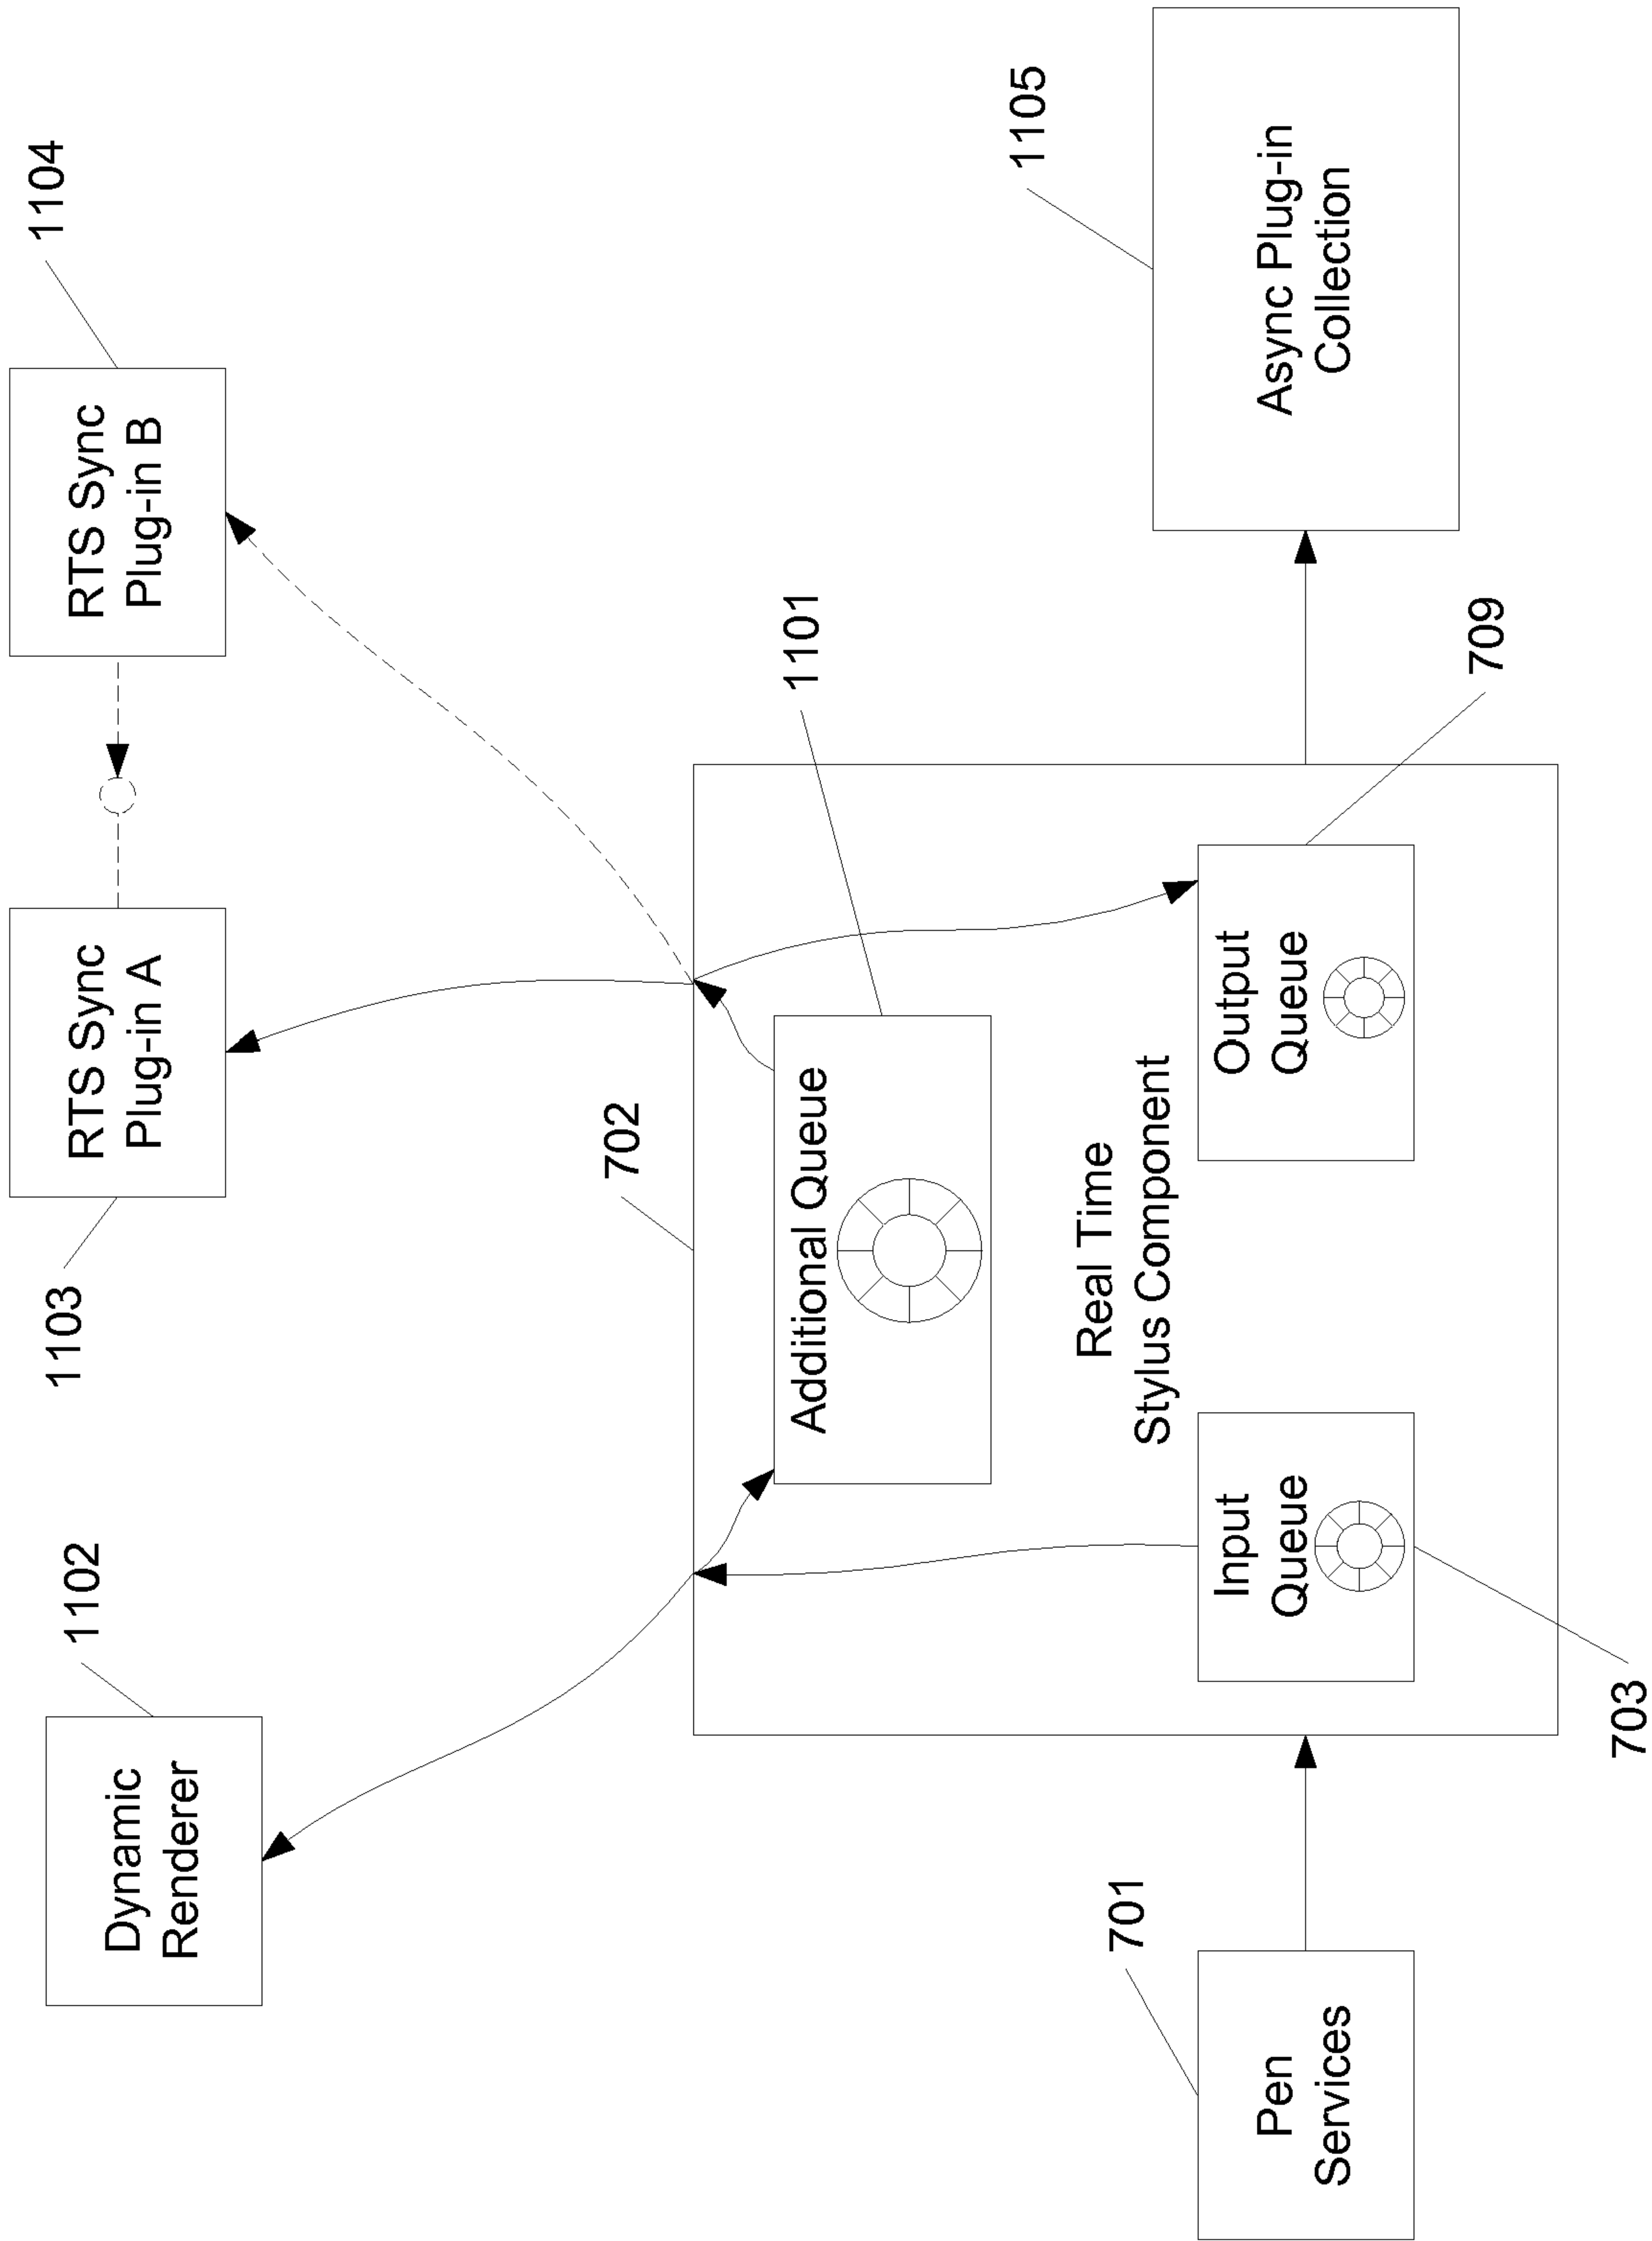 1102
Dynamic
Renderer
1103
RTS Sync
Plug-in A
1104
RTS Sync
Plug-in B
702
1101
Additional Queue
Real Time
Stylus Component
701
Pen
Services
Input
Queue
703
Output
Queue
709
1105
Async Plug-in
Collection